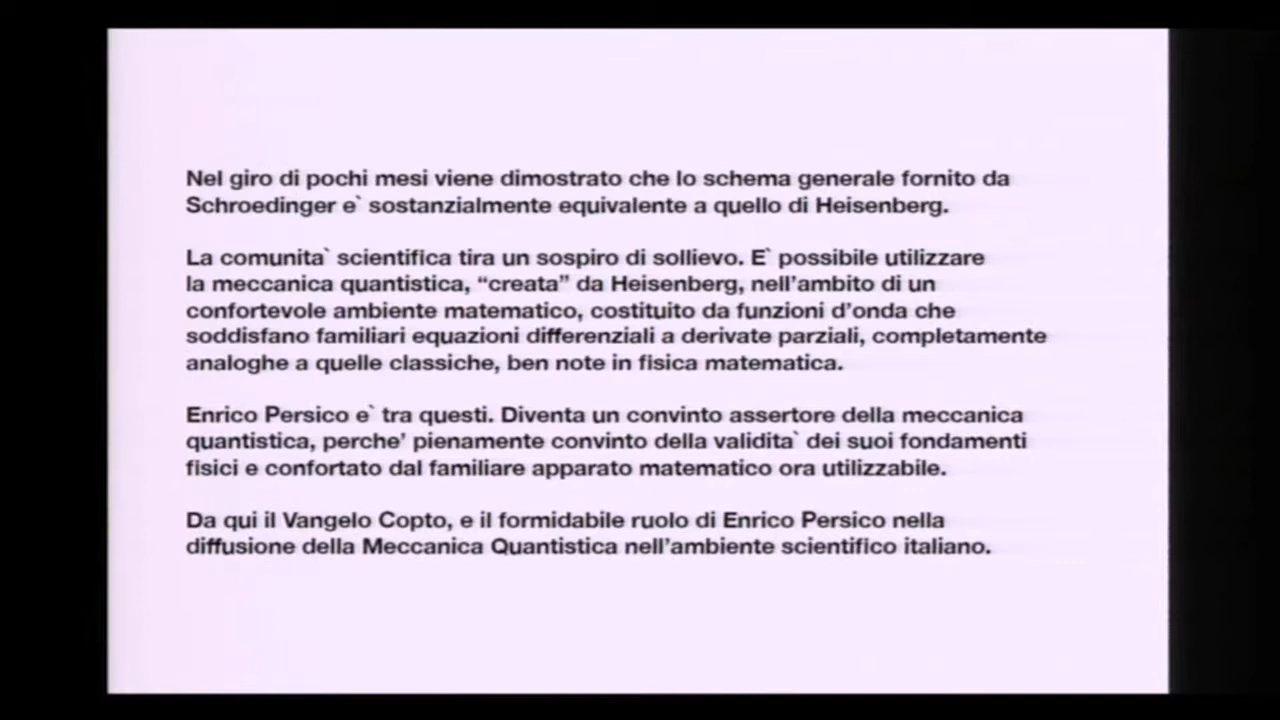 Nel giro di pochi mesi viene dimostrato che lo schema generale fornito da
Schroedinger e` sostanzialmente equivalente a quello di Heisenberg.
La comunita` scientifica tira un sospiro di sollievo. E` possibile utilizzare
la meccanica quantistica, “creata” da Heisenberg, nell’ambito di un
confortevole ambiente matematico, costituito da funzioni d’onda che
soddisfano familiari equazioni differenziali a derivate parziali, completamente
analoghe a quelle classiche, ben note in fisica matematica.
Enrico Persico e` tra questi. Diventa un convinto assertore della meccanica
quantistica, perche’ pienamente convinto della validita` dei suoi fondamenti
fisici e confortato dal familiare apparato matematico ora utilizzabile.
Da qui il Vangelo Copto, e il formidabile ruolo di Enrico Persico nella
diffusione della Meccanica Quantistica nell’ambiente scientifico italiano.